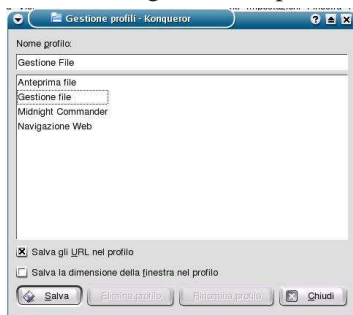 Gestione profili - Konqueror
Nome profilo:
Gestione File
Anteprima file
Gestione file
Midnight Commander
Navigazione Web
Salva gli URL nel profilo
Salva la dimensione della finestra nel profilo
Salva Elimina profilo Rinomina profilo Chiudi